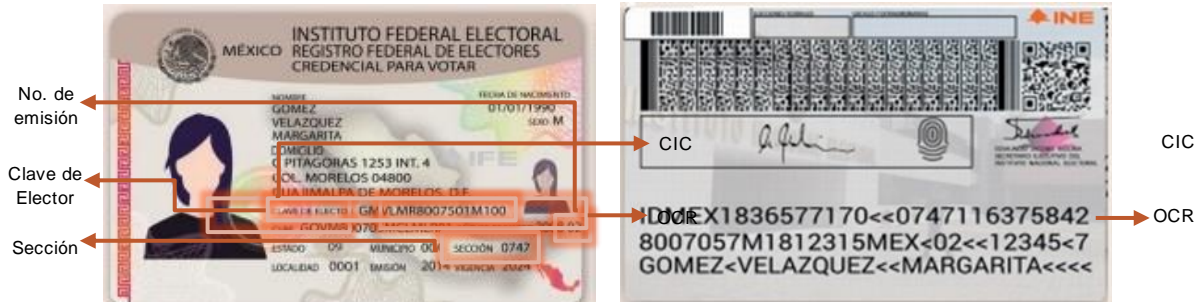 INSTITUTO FEDERAL ELECTORAL
MÉXICO REGISTRO FEDERAL DE ELECTORES
CREDENCIAL PARA VOTAR
No. de
emisión
Clave de
Elector
Sección
NOMBRE
GOMEZ
VELAZQUEZ
MARGARITA
DOMICILIO
C PITAGORAS 1253 INT. 4
COL. MORELOS 04800
CUAJIMALPA DE MORELOS, D.F.
FECHA DE NACIMIENTO
01/01/1990
SEXO M
IFE
CLAVE DE ELECTOR
LMR8007501M100
ESTADO 09 MUNICIPIO SECCIÓN 0747
LOCALIDAD 0001 EMISIÓN 2014 VIGENCIA 2024
CIC
OCR
INE
EX1836577170<<0747116375842
8007057M1812315MEX<02<<12345<7
GOMEZ<VELAZQUEZ<<MARGARITA<<<<
CIC
OCR